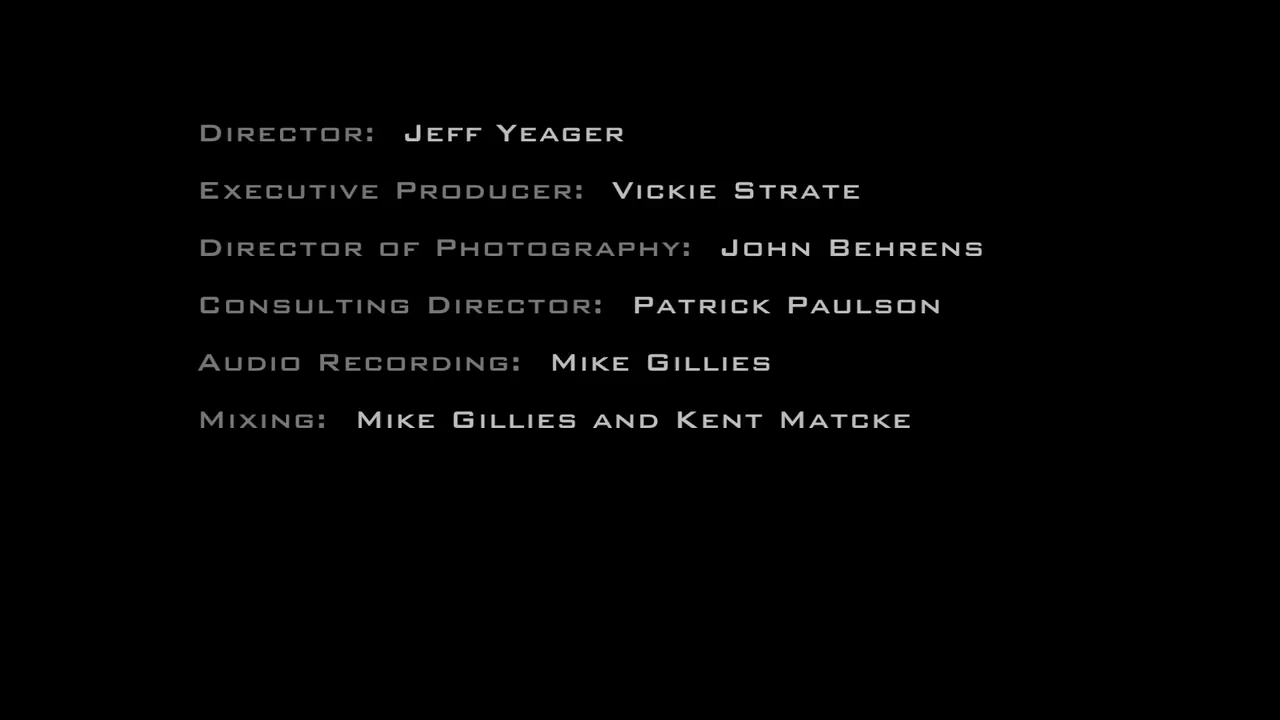 Director: Jeff Yeager
Executive Producer: Vickie Strate
Director of Photography: John Behrens
Consulting Director: Patrick Paulson
Audio Recording: Mike Gillies
Mixing: Mike Gillies and Kent Matcke